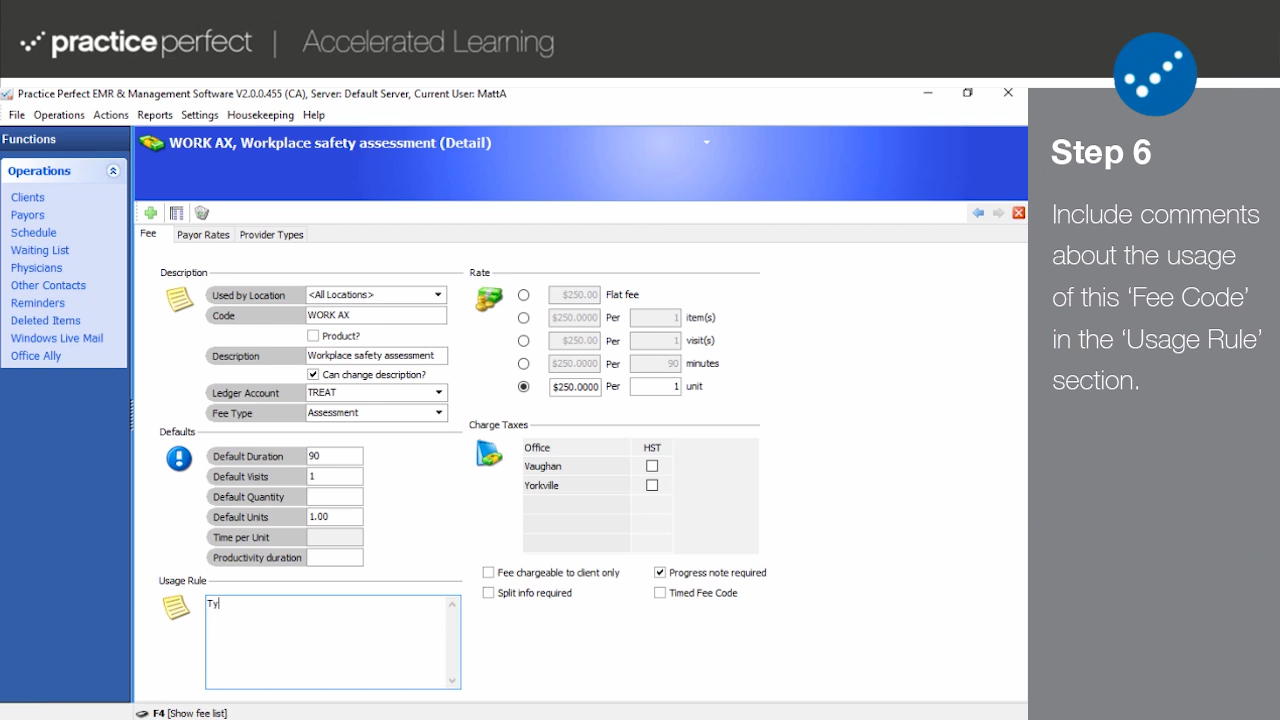 practiceperfect | Accelerated Learning
Practice Perfect EMR & Management Software V2.0.0.455 (CA), Server: Default Server, Current User: MattA
File Operations Actions Reports Settings Housekeeping Help
Functions
Operations
Clients
Payors
Schedule
Waiting List
Physicians
Other Contacts
Reminders
Deleted Items
Windows Live Mail
Office Ally
WORK AX, Workplace safety assessment (Detail)
Fee Payor Rates Provider Types
Description
Used by Location <All Locations>
Code WORK AX
Product?
Description Workplace safety assessment
Can change description?
Ledger Account TREAT
Fee Type Assessment
Defaults
Default Duration 90
Default Visits 1
Default Quantity
Default Units 1.00
Time per Unit
Productivity duration
Usage Rule
Ty
Rate
$250.00 Flat fee
$250.0000 Per 1 item(s)
$250.00 Per 1 visit(s)
$250.0000 Per 90 minutes
$250.0000 Per 1 unit
Charge Taxes
Office HST
Vaughan
Yorkville
Fee chargeable to client only Progress note required
Split info required Timed Fee Code
F4 [Show fee list]
Step 6
Include comments
about the usage
of this ‘Fee Code’
in the ‘Usage Rule’
section.